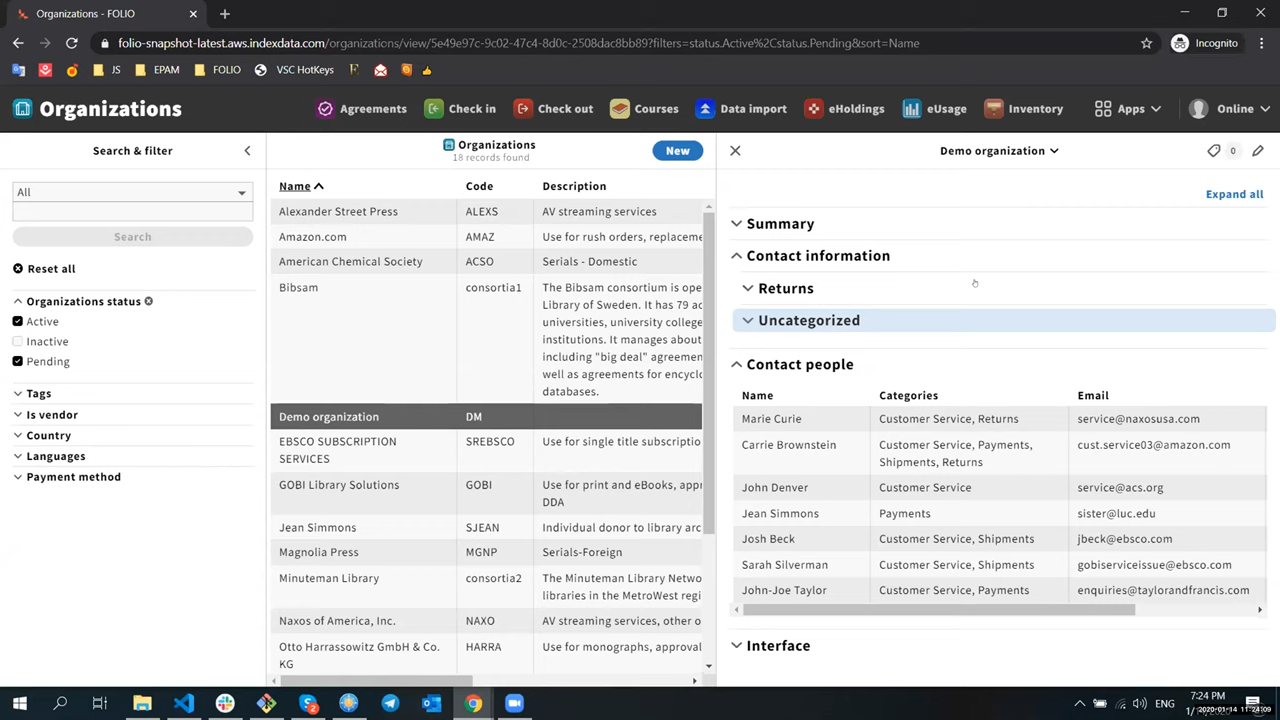 Organizations - FOLIO
folio-snapshot-latest.aws.indexdata.com/organizations/view/5e49e97c-9c02-47c4-8d0c-2508dac8bb89?filters=status.Active%2Cstatus.Pending&sort=Name
Incognito
JS
EPAM
FOLIO
VSC HotKeys
Organizations
Agreements
Check in
Check out
Courses
Data import
eHoldings
eUsage
Inventory
Apps
Online
Search & filter
All
Search
Reset all
Organizations status
Active
Inactive
Pending
Tags
Is vendor
Country
Languages
Payment method
Organizations
18 records found
New
Name Code Description
Alexander Street Press ALEXS AV streaming services
Amazon.com AMAZ Use for rush orders, replaceme
American Chemical Society ACSO Serials - Domestic
Bibsam consortia1 The Bibsam consortium is oper
Library of Sweden. It has 79 ac
universities, university college
institutions. It manages about
including "big deal" agreemen
well as agreements for encyclo
databases.
Demo organization DM
EBSCO SUBSCRIPTION SREBSCO Use for single title subscriptio
SERVICES
GOBI Library Solutions GOBI Use for print and eBooks, appr
DDA
Jean Simmons SJEAN Individual donor to library arc
Magnolia Press MGNP Serials-Foreign
Minuteman Library consortia2 The Minuteman Library Netwo
libraries in the MetroWest regi
Naxos of America, Inc. NAXO AV streaming services, other o
Otto Harrassowitz GmbH & Co. HARRA Use for monographs, approval
KG
Demo organization
0
Expand all
Summary
Contact information
Returns
Uncategorized
Contact people
Name Categories Email
Marie Curie Customer Service, Returns service@naxosusa.com
Carrie Brownstein Customer Service, Payments, cust.service03@amazon.com
Shipments, Returns
John Denver Customer Service service@acs.org
Jean Simmons Payments sister@luc.edu
Josh Beck Customer Service, Shipments jbeck@ebsco.com
Sarah Silverman Customer Service, Shipments gobiserviceissue@ebsco.com
John-Joe Taylor Customer Service, Payments enquiries@taylorandfrancis.com
Interface
7:24 PM
2020-01-14 11:24:09